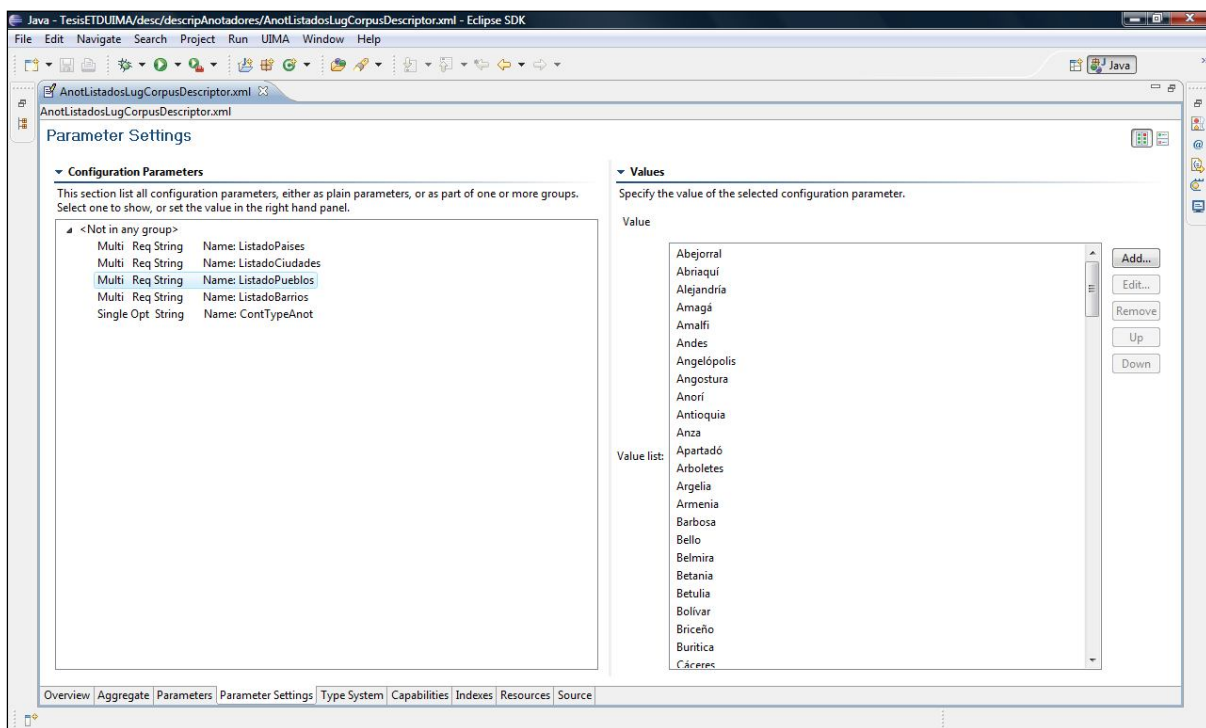 Java - TesisETDUIMA/desc/descripAnotadores/AnotListadosLugCorpusDescriptor.xml - Eclipse SDK
File Edit Navigate Search Project Run UIMA Window Help
Java
AnotListadosLugCorpusDescriptor.xml
AnotListadosLugCorpusDescriptor.xml
Parameter Settings
Configuration Parameters
This section list all configuration parameters, either as plain parameters, or as part of one or more groups.
Select one to show, or set the value in the right hand panel.
<Not in any group>
Multi Req String Name: ListadoPaises
Multi Req String Name: ListadoCiudades
Multi Req String Name: ListadoPueblos
Multi Req String Name: ListadoBarrios
Single Opt String Name: ContTypeAnot
Values
Specify the value of the selected configuration parameter.
Value
Value list:
Abejorral
Abriaquí
Alejandría
Amagá
Amalfi
Andes
Angelópolis
Angostura
Anorí
Antioquia
Anza
Apartadó
Arboletes
Argelia
Armenia
Barbosa
Bello
Belmira
Betania
Betulia
Bolívar
Briceño
Buritica
Cáceres
Add...
Edit...
Remove
Up
Down
Overview Aggregate Parameters Parameter Settings Type System Capabilities Indexes Resources Source